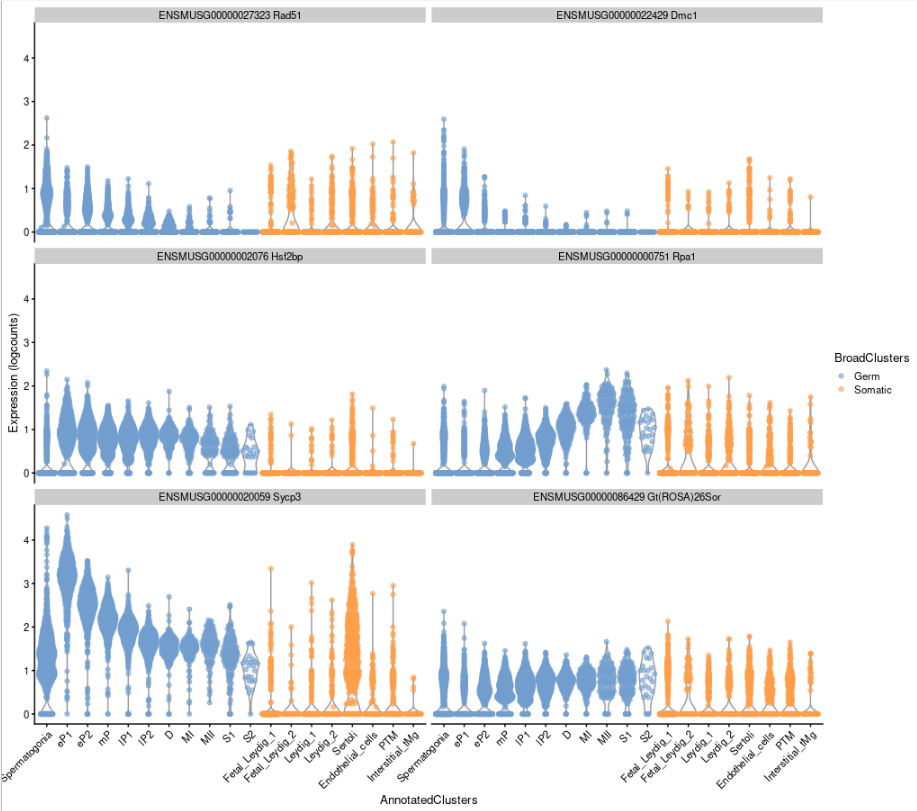 ENSMUSG00000027323 Rad51
ENSMUSG00000022429 Dmc1
4
3
2
1
0
ENSMUSG00000002076 Hsf2bp
ENSMUSG00000000751 Rpa1
4
3
2
1
0
Expression (logcounts)
BroadClusters
Germ
Somatic
ENSMUSG00000020059 Sycp3
ENSMUSG00000086429 Gt(ROSA)26Sor
4
3
2
1
0
Spermatogonia
eP1
eP2
mP
lP1
lP2
D
MI
MII
S1
S2
Fetal_Leydig_1
Fetal_Leydig_2
Leydig_1
Leydig_2
Sertoli
Endothelial_cells
PTM
Interstitial_tMg
Spermatogonia
eP1
eP2
mP
lP1
lP2
D
MI
MII
S1
S2
Fetal_Leydig_1
Fetal_Leydig_2
Leydig_1
Leydig_2
Sertoli
Endothelial_cells
PTM
Interstitial_tMg
AnnotatedClusters